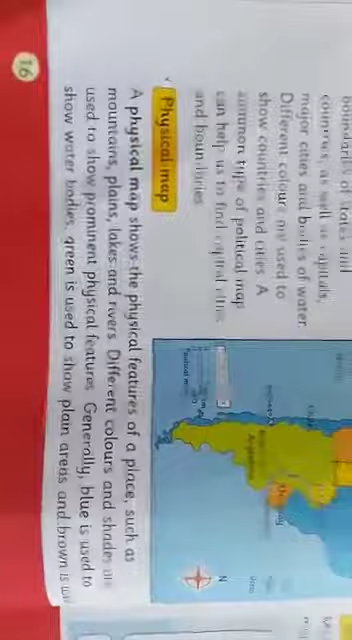 boundaries of states and
countries, as well as capitals,
major cities and bodies of water.
Different colours are used to
show countries and cities. A
common type of political map
can help us to find capital cities
and boundaries
Physical map
A physical map shows the physical features of a place, such as
mountains, plains, lakes and rivers. Different colours and shades are
used to show prominent physical features. Generally, blue is used to
show water bodies, green is used to show plain areas and brown is
16
N